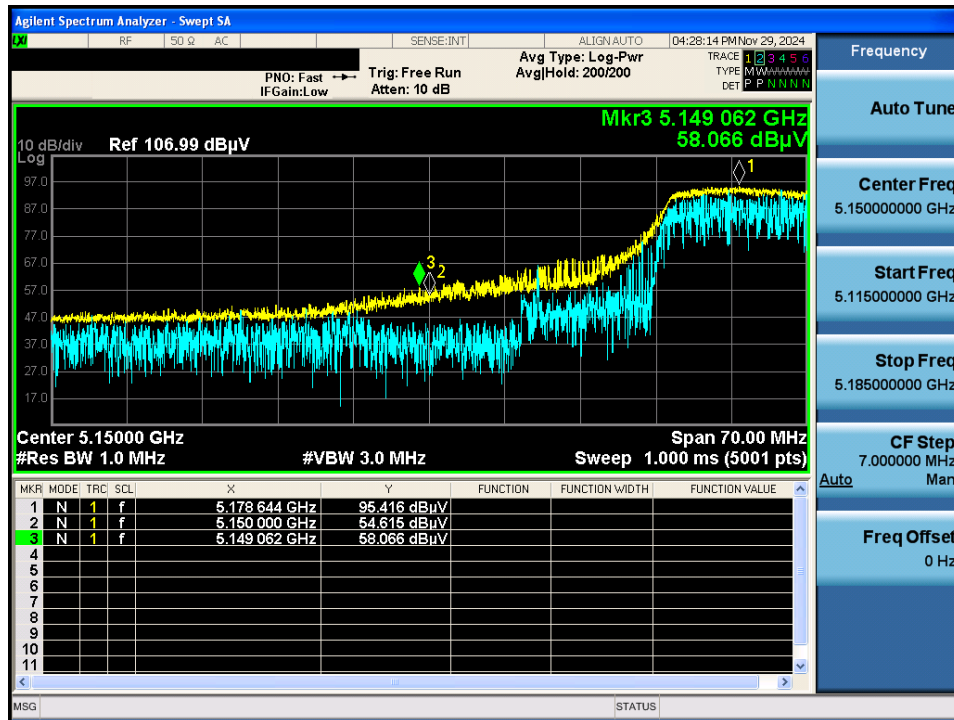 Agilent Spectrum Analyzer - Swept SA
LXI RF 50 Ω AC SENSE:INT ALIGN AUTO 04:28:14 PM Nov 29, 2024
PNO: Fast
IFGain:Low
Trig: Free Run
Atten: 10 dB
Avg Type: Log-Pwr
Avg|Hold: 200/200
TRACE 1 2 3 4 5 6
TYPE M W W W W W
DET P P N N N N
Mkr3 5.149 062 GHz
58.066 dBµV
10 dB/div Ref 106.99 dBµV
Log
97.0
87.0
77.0
67.0
57.0
47.0
37.0
27.0
17.0
1
3
2
Center 5.15000 GHz Span 70.00 MHz
#Res BW 1.0 MHz #VBW 3.0 MHz Sweep 1.000 ms (5001 pts)
MKR MODE TRC SCL X Y FUNCTION FUNCTION WIDTH FUNCTION VALUE
1 N 1 f 5.178 644 GHz 95.416 dBµV
2 N 1 f 5.150 000 GHz 54.615 dBµV
3 N 1 f 5.149 062 GHz 58.066 dBµV
4
5
6
7
8
9
10
11
MSG STATUS
Frequency
Auto Tune
Center Freq
5.150000000 GHz
Start Freq
5.115000000 GHz
Stop Freq
5.185000000 GHz
CF Step
7.000000 MHz
Auto Man
Freq Offset
0 Hz